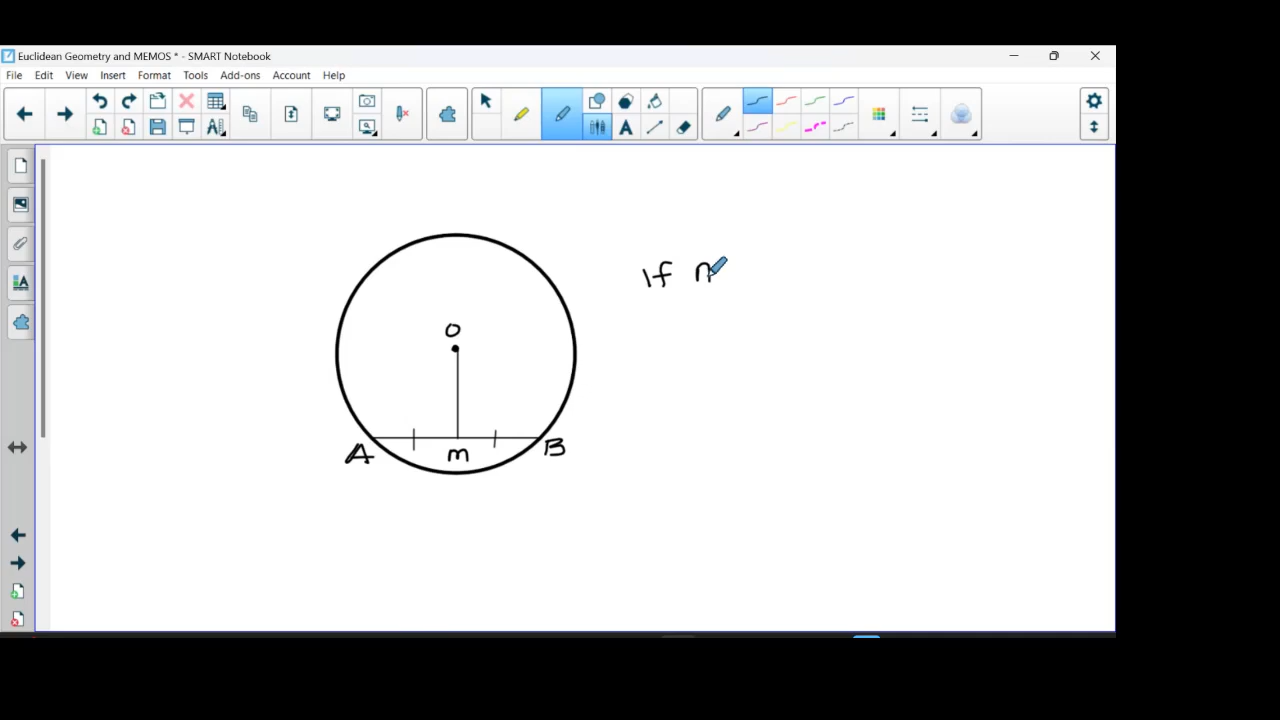 Euclidean Geometry and MEMOS * - SMART Notebook
File Edit View Insert Format Tools Add-ons Account Help
If
O
A m B